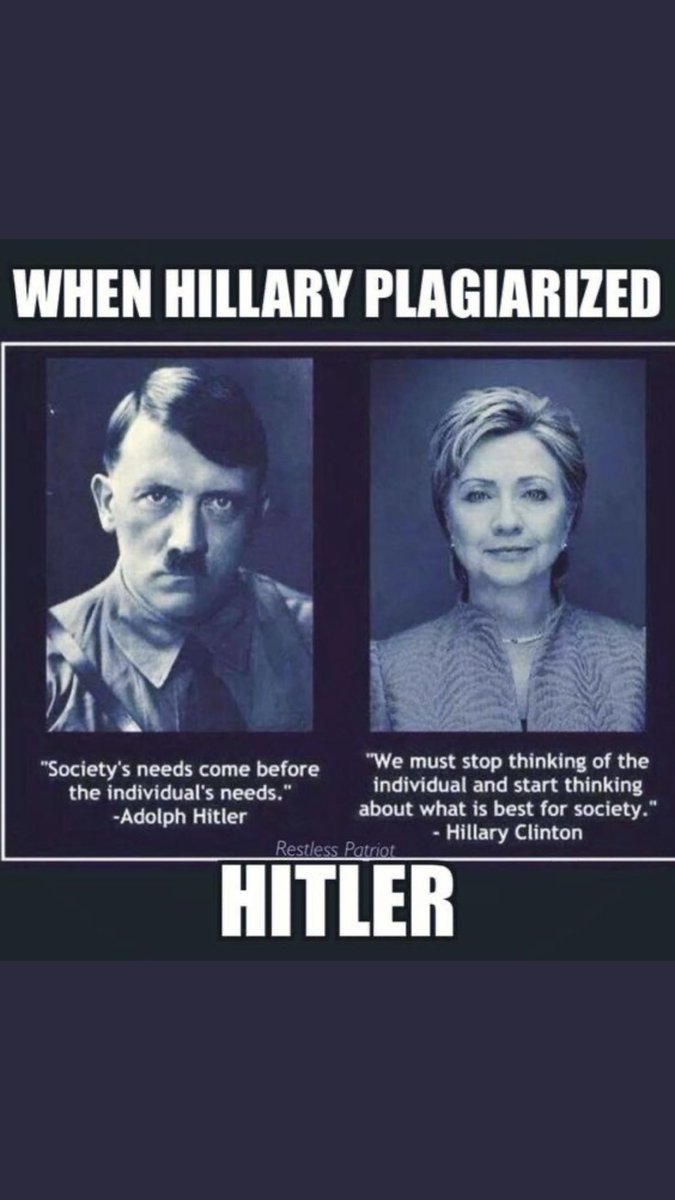 WHEN HILLARY PLAGIARIZED
"Society's needs come before
the individual's needs."
-Adolph Hitler
"We must stop thinking of the
individual and start thinking
about what is best for society."
- Hillary Clinton
Restless Patriot
HITLER